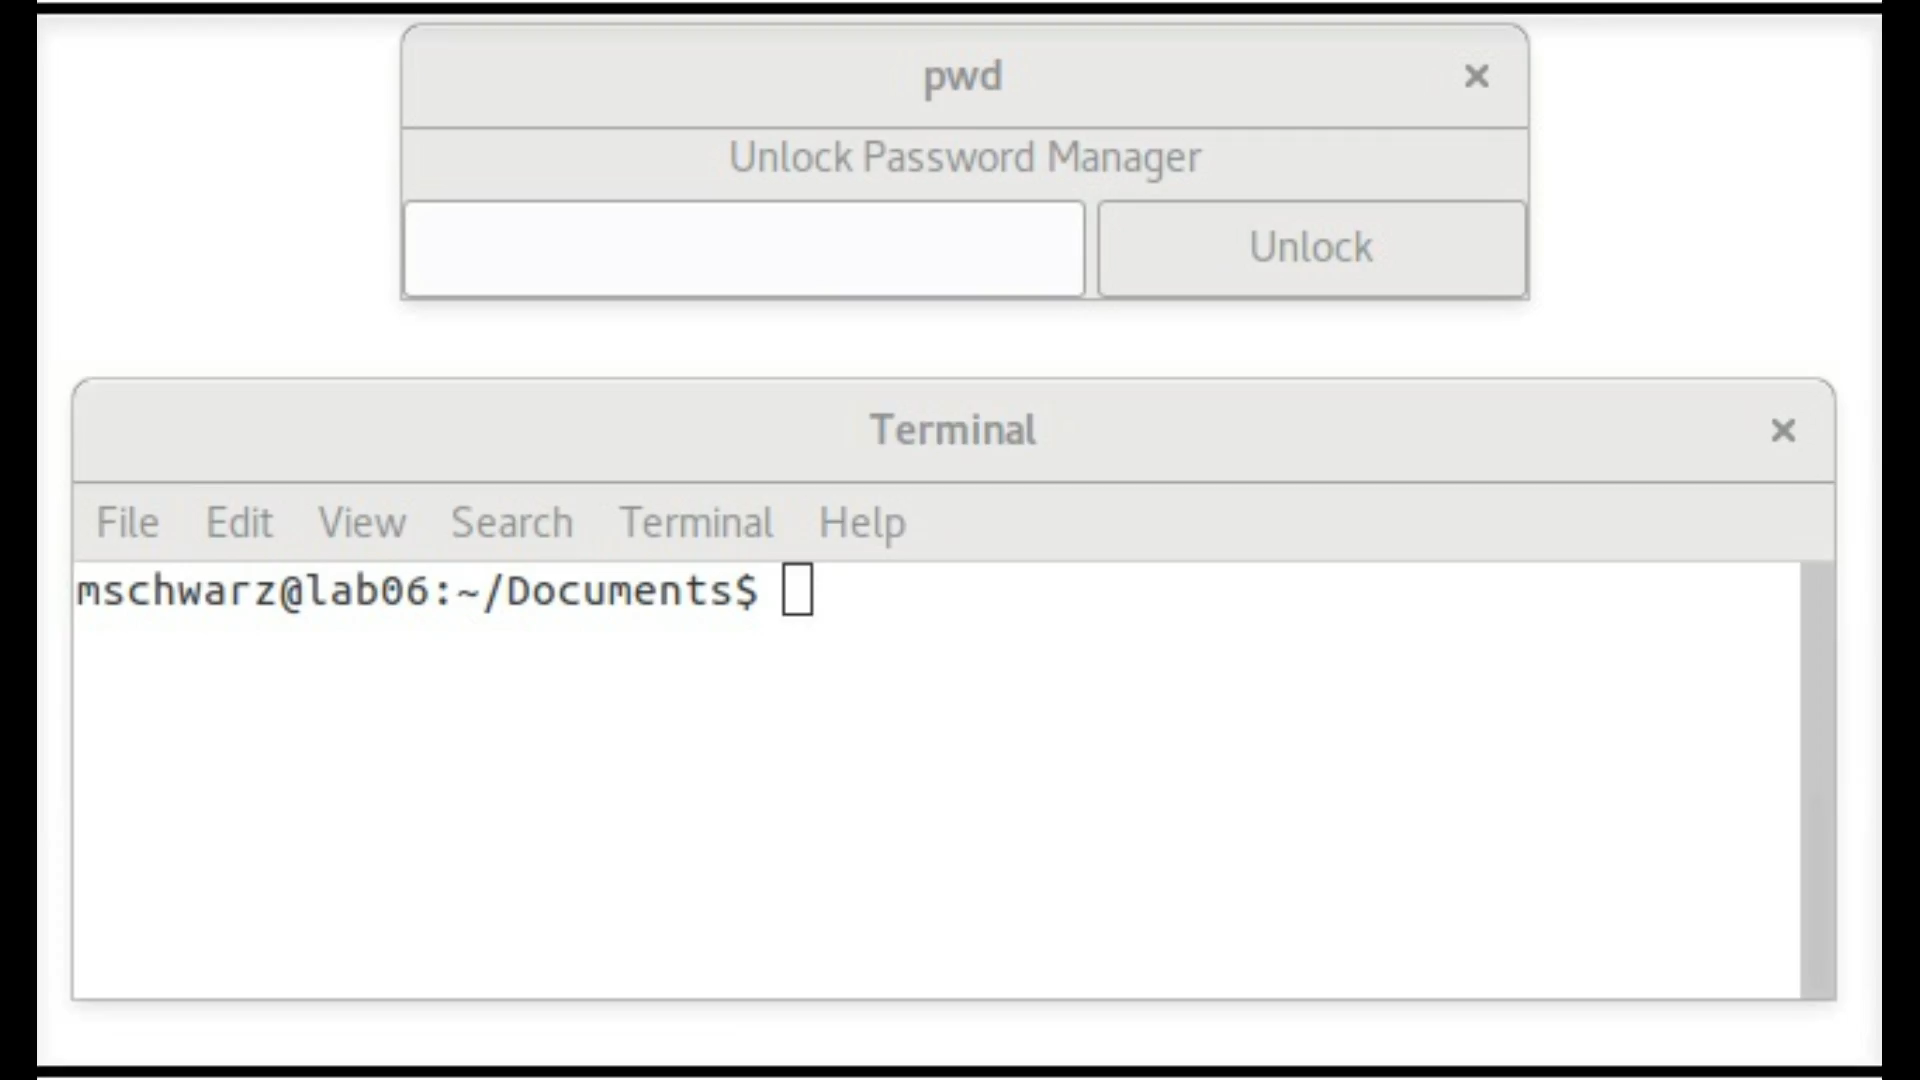 pwd
Unlock Password Manager
Unlock
Terminal
File Edit View Search Terminal Help
mschwarz@lab06:~/Documents$